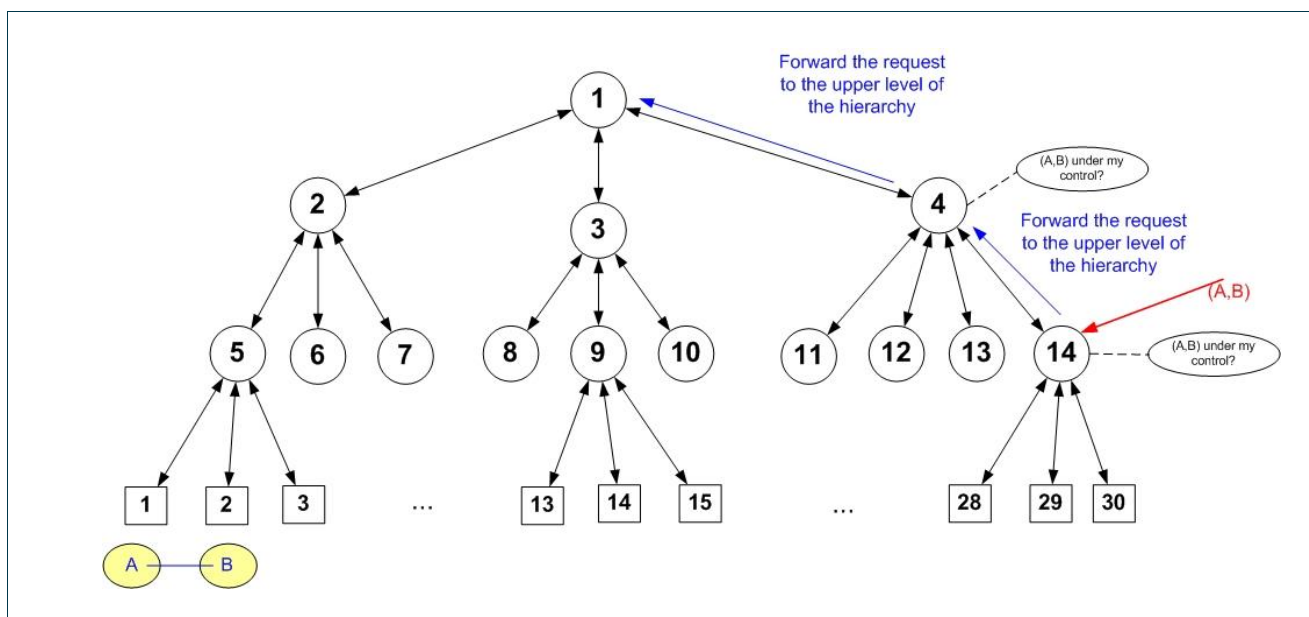 Forward the request
to the upper level of
the hierarchy
1
(A,B) under my
control?
2
4
3
Forward the request
to the upper level of
the hierarchy
(A,B)
5
6
7
8
9
10
11
12
13
14
(A,B) under my
control?
1
2
3
...
13
14
15
...
28
29
30
A
B